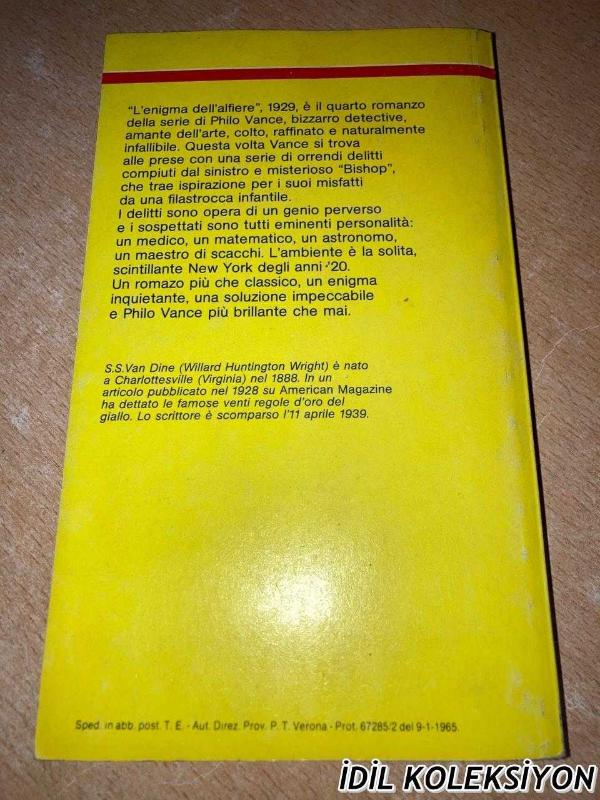 "L'enigma dell'alfiere", 1929, è il quarto romanzo
della serie di Philo Vance, bizzarro detective,
amante dell'arte, colto, raffinato e naturalmente
infallibile. Questa volta Vance si trova
alle prese con una serie di orrendi delitti
compiuti dal sinistro e misterioso "Bishop",
che trae ispirazione per i suoi misfatti
da una filastrocca infantile.
I delitti sono opera di un genio perverso
e i sospettati sono tutti eminenti personalità:
un medico, un matematico, un astronomo,
un maestro di scacchi. L'ambiente è la solita,
scintillante New York degli anni '20.
Un romazo più che classico, un enigma
inquietante, una soluzione impeccabile
e Philo Vance più brillante che mai.
S.S.Van Dine (Willard Huntington Wright) è nato
a Charlottesville (Virginia) nel 1888. In un
articolo pubblicato nel 1928 su American Magazine
ha dettato le famose venti regole d'oro del
giallo. Lo scrittore è scomparso l'11 aprile 1939.
Sped. in abb. post. T. E. - Aut. Direz. Prov. P. T. Verona - Prot. 67285/2 del 9-1-1965.
İDİL KOLEKSİYON